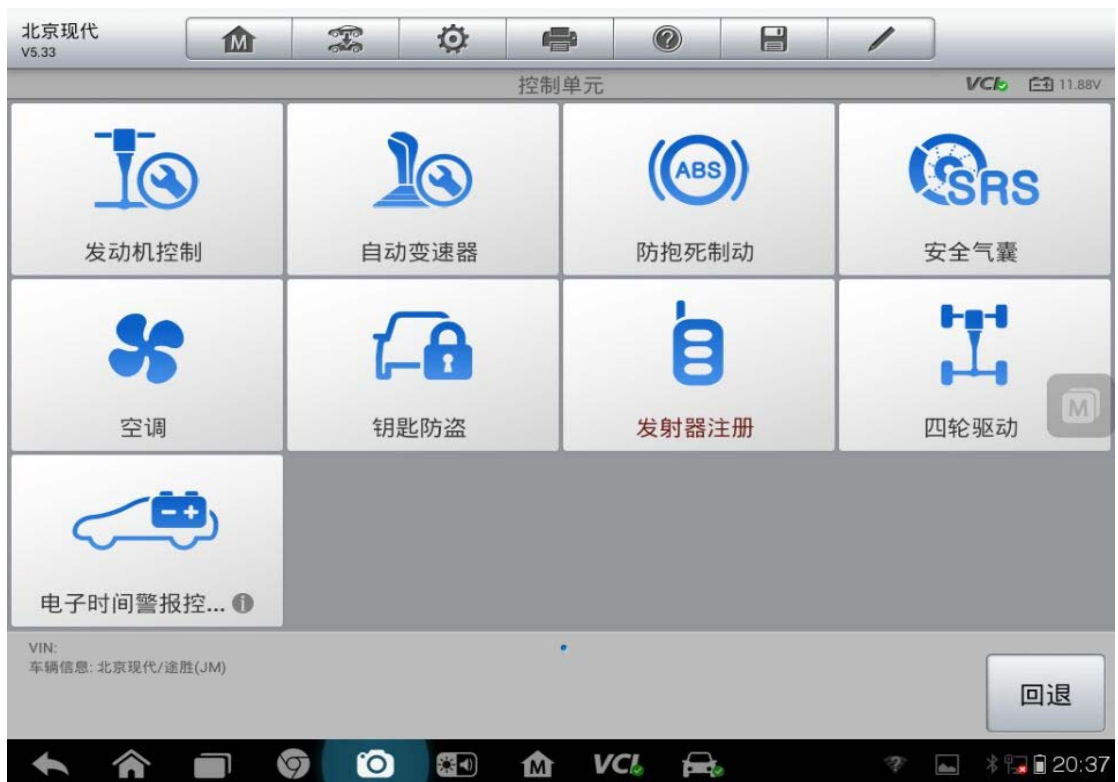 北京现代
V5.33
M
控制单元
VCI
11.88V
ABS
SRS
发动机控制
自动变速器
防抱死制动
安全气囊
空调
钥匙防盗
发射器注册
四轮驱动
M
电子时间警报控...
VIN:
车辆信息: 北京现代/途胜(JM)
回退
M
VCI
20:37